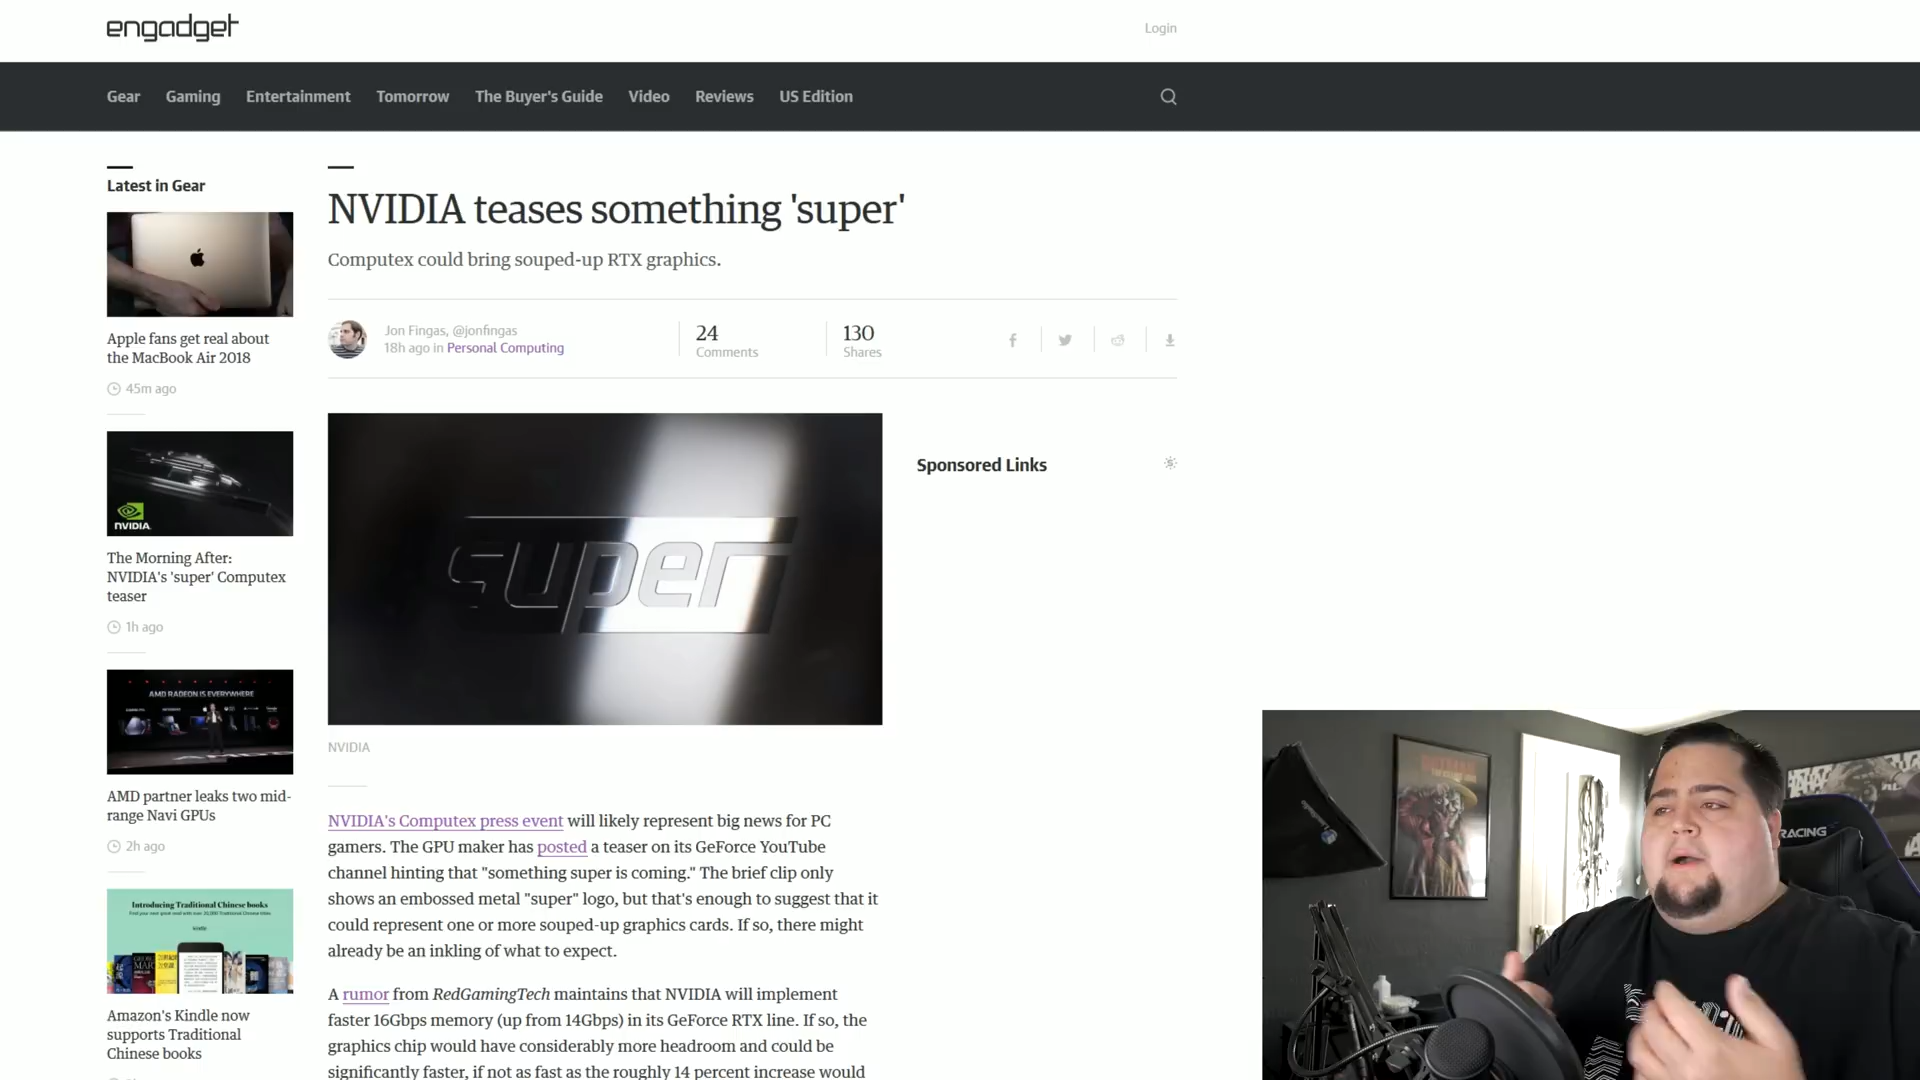 engadget
Login
Gear Gaming Entertainment Tomorrow The Buyer's Guide Video Reviews US Edition
Latest in Gear
Apple fans get real about
the MacBook Air 2018
45m ago
NVIDIA.
The Morning After:
NVIDIA's 'super' Computex
teaser
1h ago
AMD RADEON IS EVERYWHERE
AMD partner leaks two mid-
range Navi GPUs
2h ago
Introducing Traditional Chinese books
kindle
Amazon's Kindle now
supports Traditional
Chinese books
NVIDIA teases something 'super'
Computex could bring souped-up RTX graphics.
Jon Fingas, @jonfingas
18h ago in Personal Computing
24
Comments
130
Shares
super
NVIDIA
Sponsored Links
NVIDIA's Computex press event will likely represent big news for PC
gamers. The GPU maker has posted a teaser on its GeForce YouTube
channel hinting that "something super is coming." The brief clip only
shows an embossed metal "super" logo, but that's enough to suggest that it
could represent one or more souped-up graphics cards. If so, there might
already be an inkling of what to expect.
A rumor from RedGamingTech maintains that NVIDIA will implement
faster 16Gbps memory (up from 14Gbps) in its GeForce RTX line. If so, the
graphics chip would have considerably more headroom and could be
significantly faster, if not as fast as the roughly 14 percent increase would
RACING